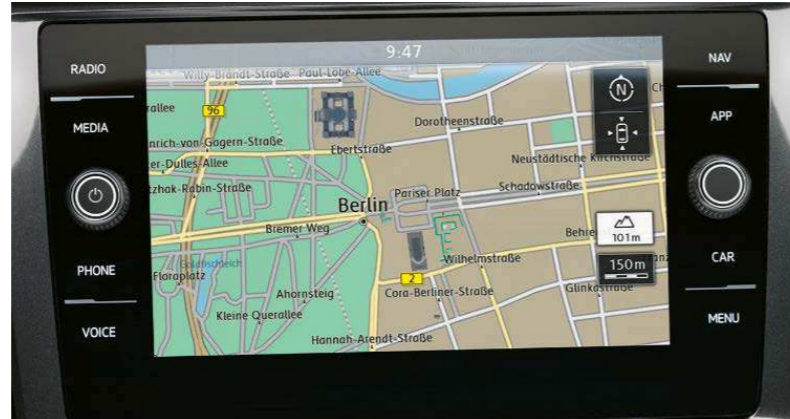 9:47
RADIO
NAV
Willy-Brandt-Straße
Paul-Löbe-Allee
N
96
MEDIA
APP
Dorotheenstraße
nrich-von-Gagern-Straße
Ebertstraße
er-Dulles-Allee
Neustädtische Kirchstraße
tzhak-Rabin-Straße
Pariser Platz
Schadowstraße
Berlin
Bremer Weg
101m
Wilhelmstraße
PHONE
CAR
Goldfischteich
150m
Floraplatz
2
Ahornsteig
Cora-Berliner-Straße
Glinkastraße
Kleine Querallee
VOICE
MENU
Hannah-Arendt-Straße